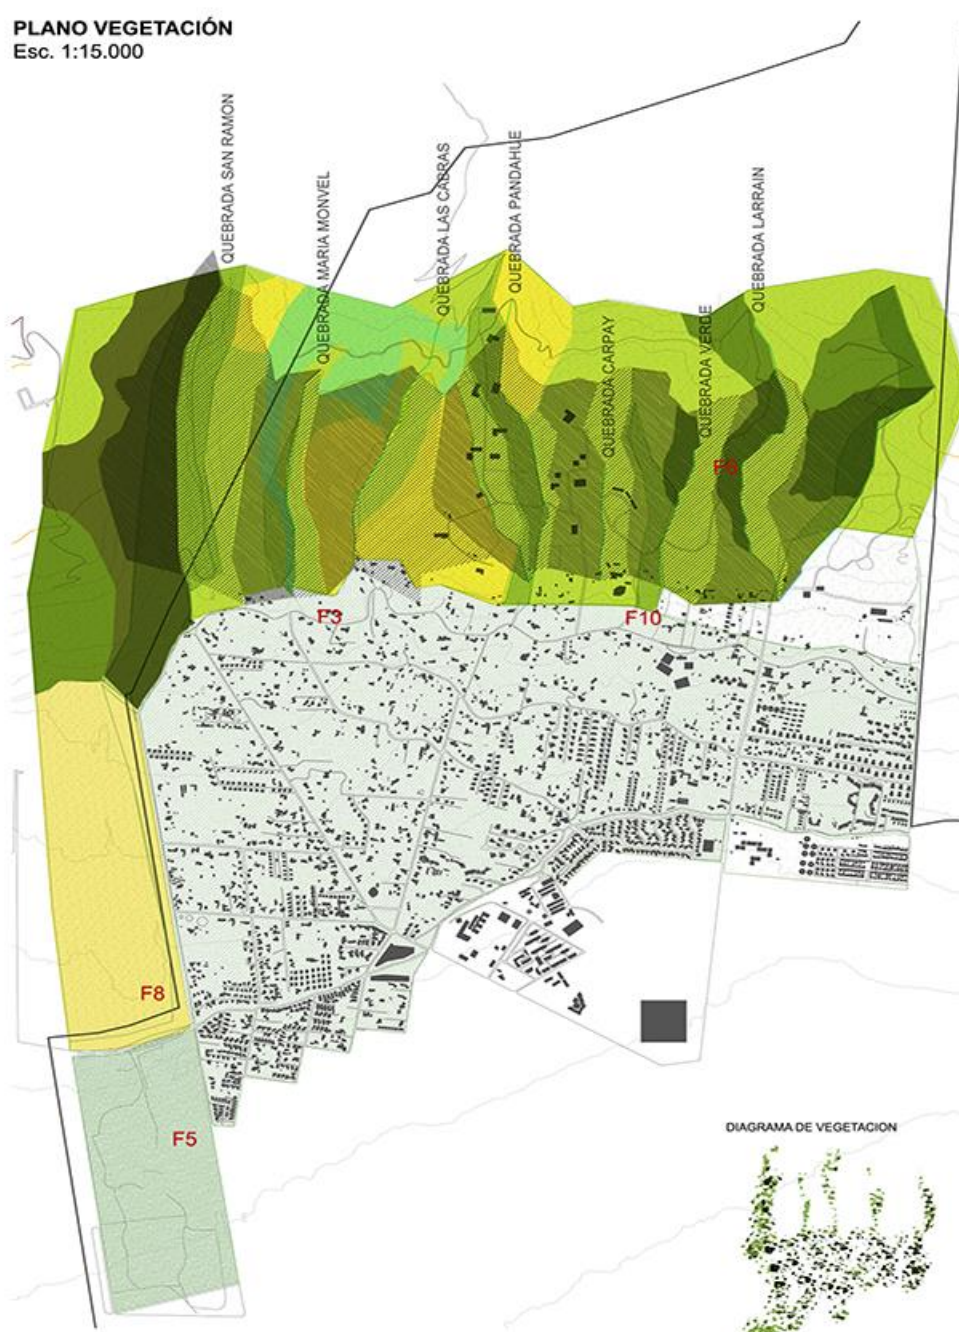 PLANO VEGETACIÓN
Esc. 1:15.000
QUEBRADA SAN RAMON
QUEBRADA MARIA MONVEL
QUEBRADA LAS CABRAS
QUEBRADA PANDAHUE
QUEBRADA CARPAY
QUEBRADA VERDE
QUEBRADA LARRAIN
F3
F10
F8
F5
DIAGRAMA DE VEGETACION